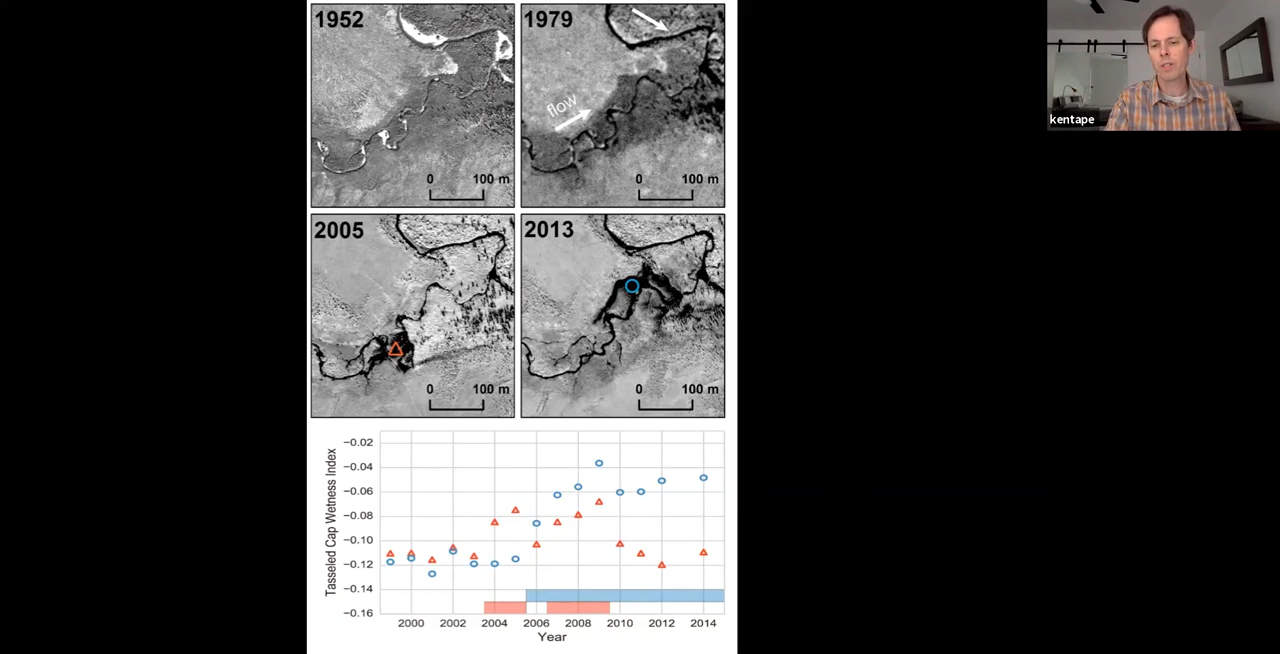 1952
1979
flow
0 100 m
0 100 m
2005
2013
0 100 m
0 100 m
Tasseled Cap Wetness Index
−0.02
−0.04
−0.06
−0.08
−0.10
−0.12
−0.14
−0.16
2000 2002 2004 2006 2008 2010 2012 2014
Year
kentape